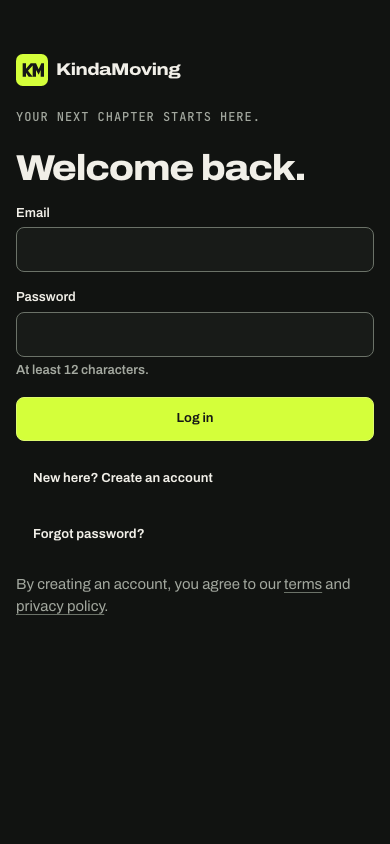 KM KindaMoving
YOUR NEXT CHAPTER STARTS HERE.
Welcome back.
Email
Password
At least 12 characters.
Log in
New here? Create an account
Forgot password?
By creating an account, you agree to our terms and
privacy policy.